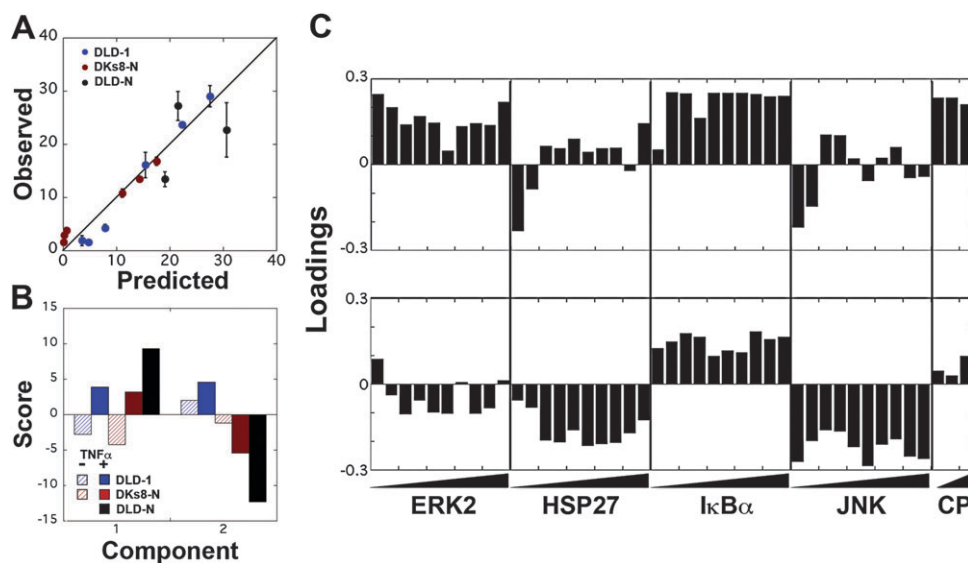 A
40
30
20
10
0
Observed
DLD-1
DKs8-N
DLD-N
0 10 20 30 40
Predicted
B
15
10
5
0
-5
-10
-15
Score
TNFα
- +
DLD-1
DKs8-N
DLD-N
1 2
Component
C
Loadings
0.3
0
-0.3
0.3
0
-0.3
ERK2 HSP27 IκBα JNK CP